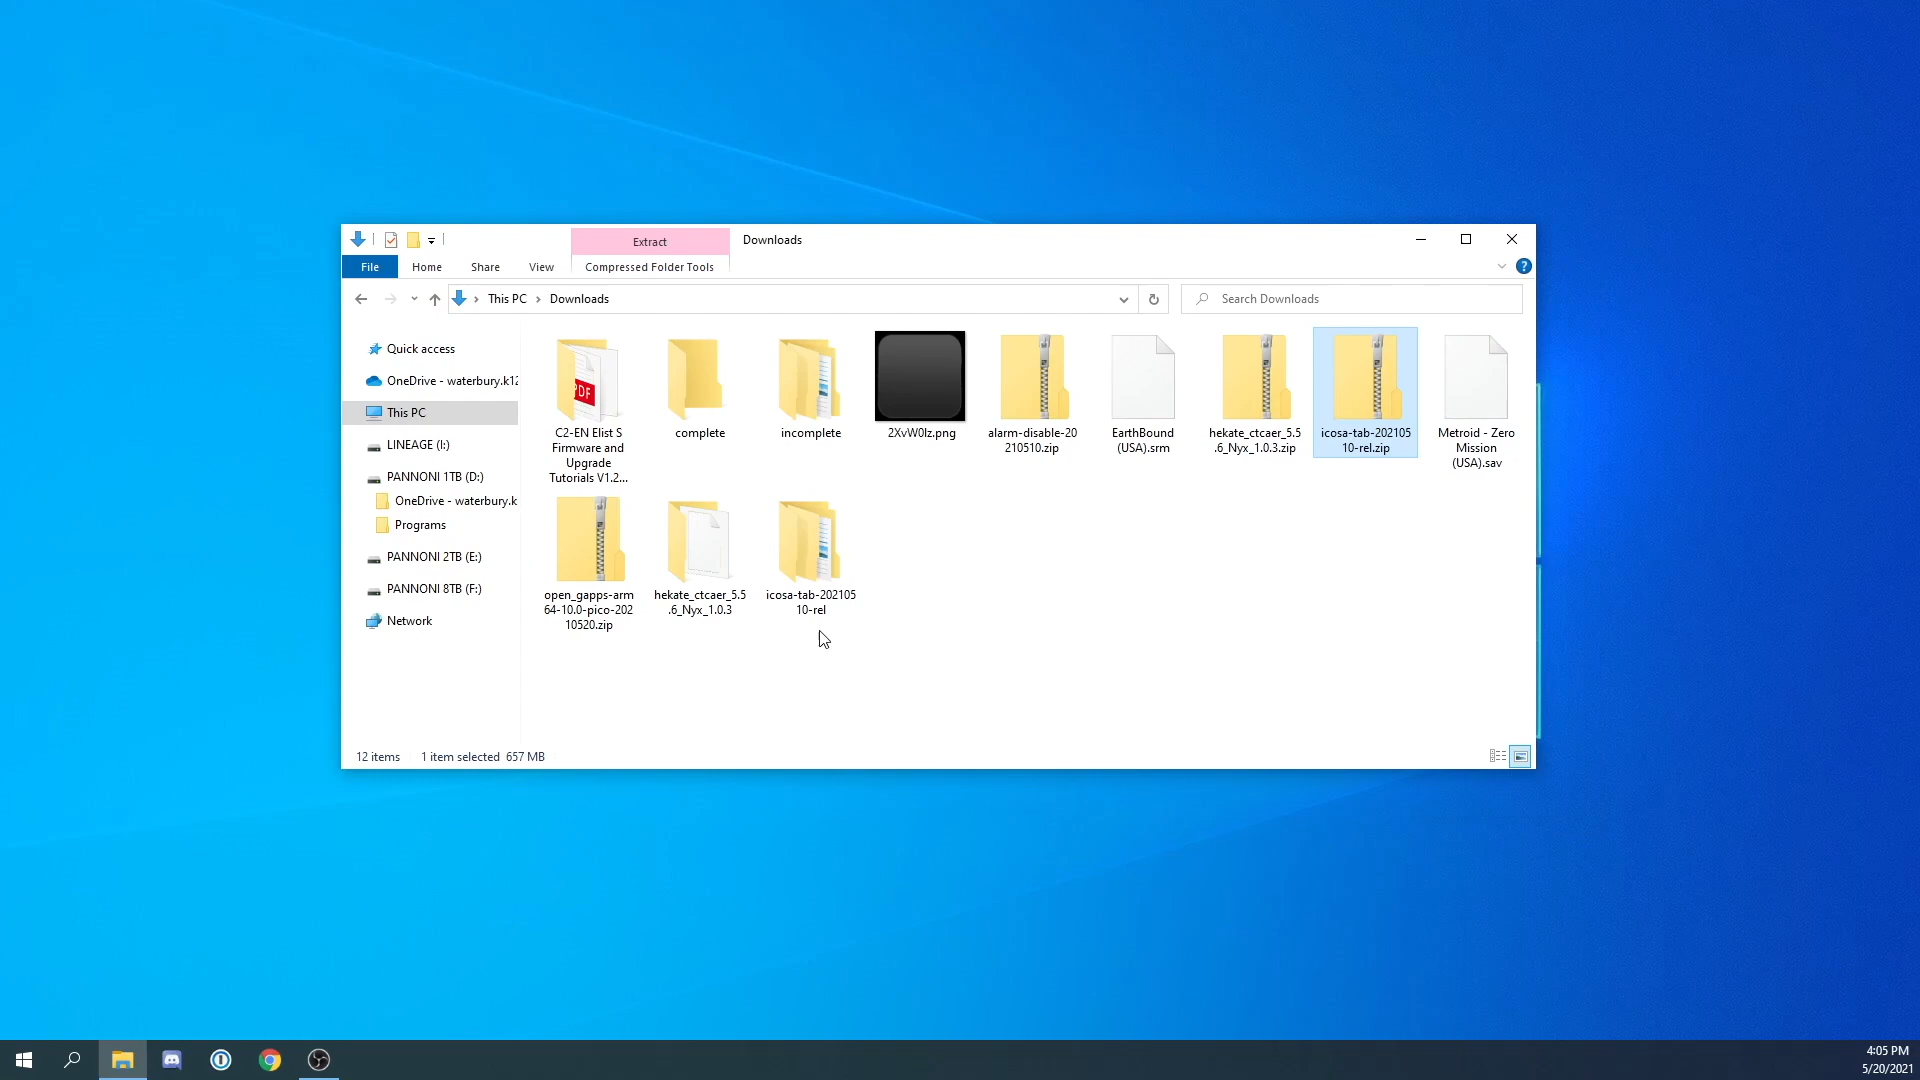 Extract
Downloads
File
Home
Share
View
Compressed Folder Tools
?
This PC
Downloads
Search Downloads
Quick access
OneDrive - waterbury.k12
This PC
LINEAGE (I:)
PANNONI 1TB (D:)
OneDrive - waterbury.k
Programs
PANNONI 2TB (E:)
PANNONI 8TB (F:)
Network
PDF
C2-EN Elist S
Firmware and
Upgrade
Tutorials V1.2...
complete
incomplete
2XvW0Iz.png
alarm-disable-20
210510.zip
EarthBound
(USA).srm
hekate_ctcaer_5.5
.6_Nyx_1.0.3.zip
icosa-tab-202105
10-rel.zip
Metroid - Zero
Mission
(USA).sav
open_gapps-arm
64-10.0-pico-202
10520.zip
hekate_ctcaer_5.5
.6_Nyx_1.0.3
icosa-tab-202105
10-rel
12 items
1 item selected 657 MB
4:05 PM
5/20/2021